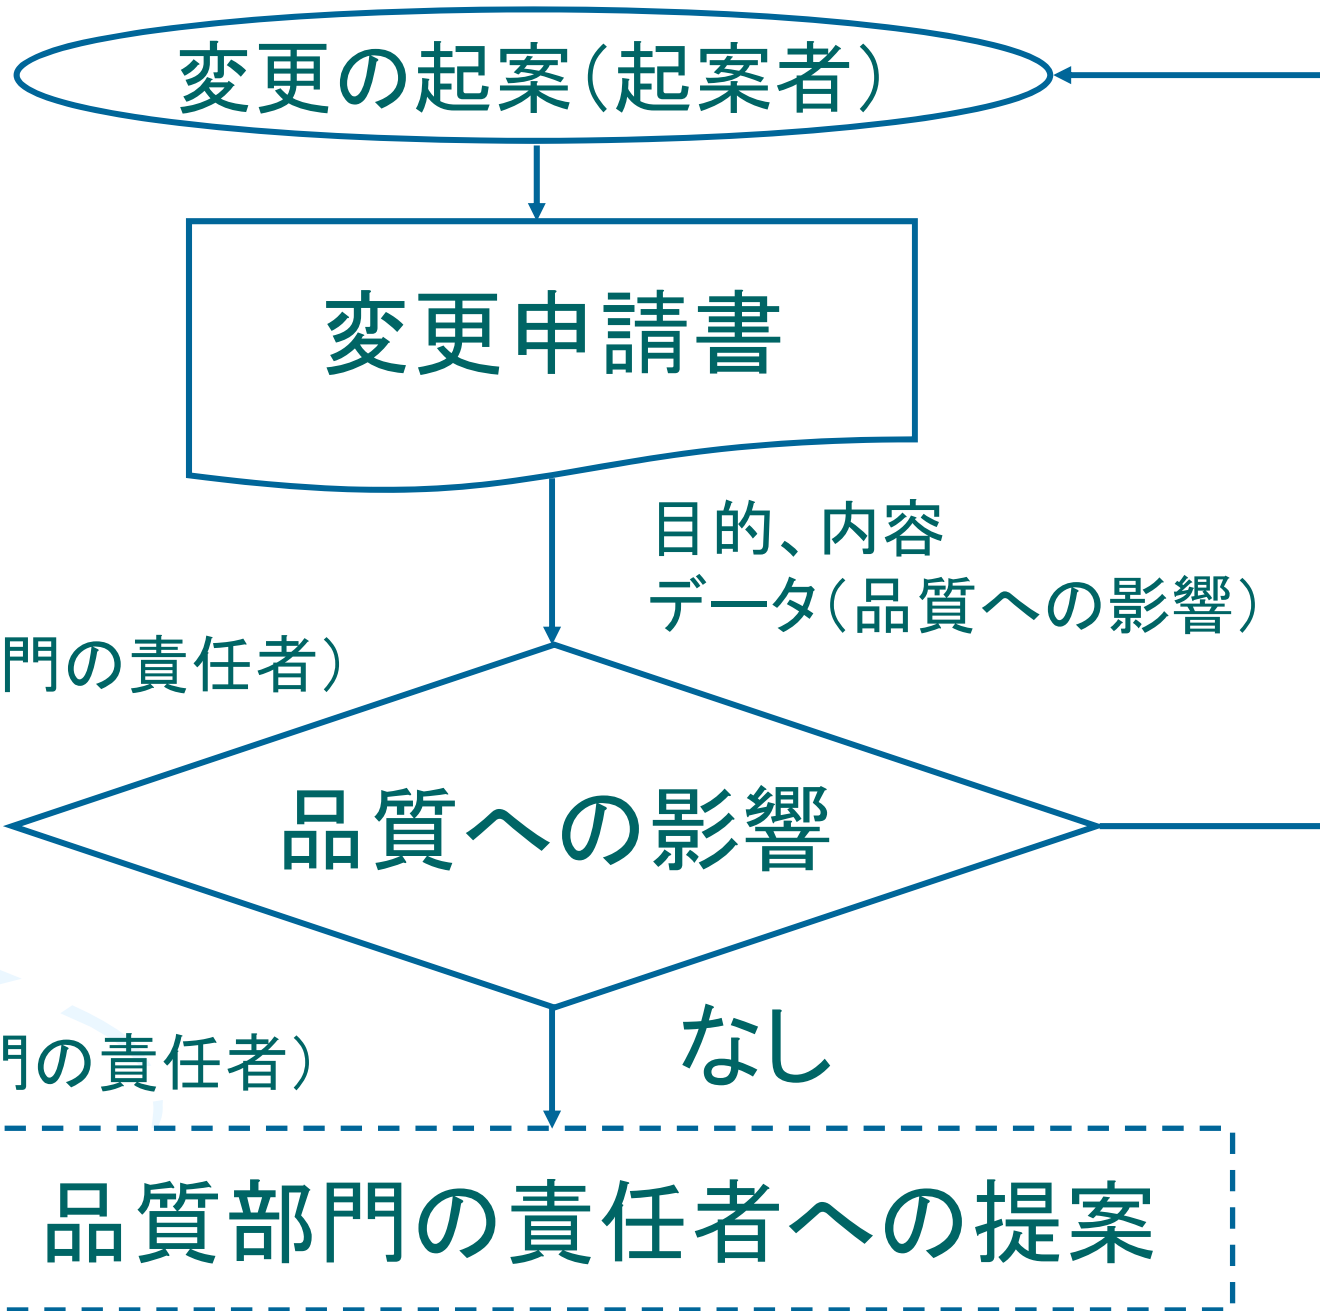 変更の起案(起案者)
変更申請書
目的、内容
データ(品質への影響)
門の責任者)
品質への影響
なし
門の責任者)
品質部門の責任者への提案